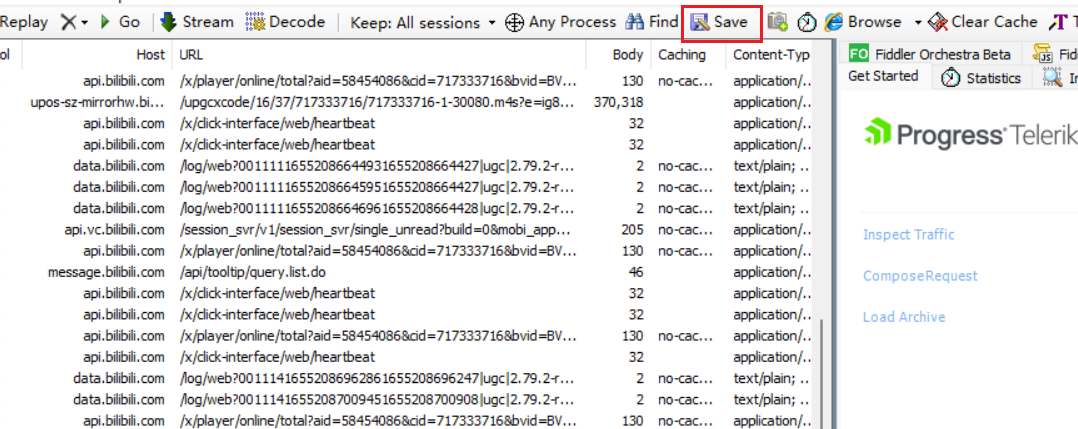 Replay X Go Stream Decode Keep: All sessions Any Process Find Save Browse Clear Cache T
FO Fiddler Orchestra Beta JS Fid
Get Started Statistics In
ol Host URL Body Caching Content-Typ
api.bilibili.com /x/player/online/total?aid=58454086&cid=717333716&bvid=BV... 130 no-cac... application/..
upos-sz-mirrorhw.bi... /upgcxcode/16/37/717333716/717333716-1-30080.m4s?e=ig8... 370,318 application/..
api.bilibili.com /x/click-interface/web/heartbeat 32 application/..
api.bilibili.com /x/click-interface/web/heartbeat 32 application/..
data.bilibili.com /log/web?0011111655208664493165520866​4427|ugc|2.79.2-r... 2 no-cac... text/plain; ..
data.bilibili.com /log/web?0011111655208664595165520866​4427|ugc|2.79.2-r... 2 no-cac... text/plain; ..
data.bilibili.com /log/web?0011111655208664696165520866​4428|ugc|2.79.2-r... 2 no-cac... text/plain; ..
api.vc.bilibili.com /session_svr/v1/session_svr/single_unread?build=0&mobi_app... 205 no-cac... application/..
api.bilibili.com /x/player/online/total?aid=58454086&cid=717333716&bvid=BV... 130 no-cac... application/..
message.bilibili.com /api/tooltip/query.list.do 46 application/..
api.bilibili.com /x/click-interface/web/heartbeat 32 application/..
api.bilibili.com /x/click-interface/web/heartbeat 32 application/..
api.bilibili.com /x/player/online/total?aid=58454086&cid=717333716&bvid=BV... 130 no-cac... application/..
api.bilibili.com /x/click-interface/web/heartbeat 32 application/..
data.bilibili.com /log/web?0011141655208696286165520869​6247|ugc|2.79.2-r... 2 no-cac... text/plain; ..
data.bilibili.com /log/web?0011141655208700945165520870​0908|ugc|2.79.2-r... 2 no-cac... text/plain; ..
api.bilibili.com /x/player/online/total?aid=58454086&cid=717333716&bvid=BV... 130 no-cac... application/..
Progress Telerik
Inspect Traffic
ComposeRequest
Load Archive